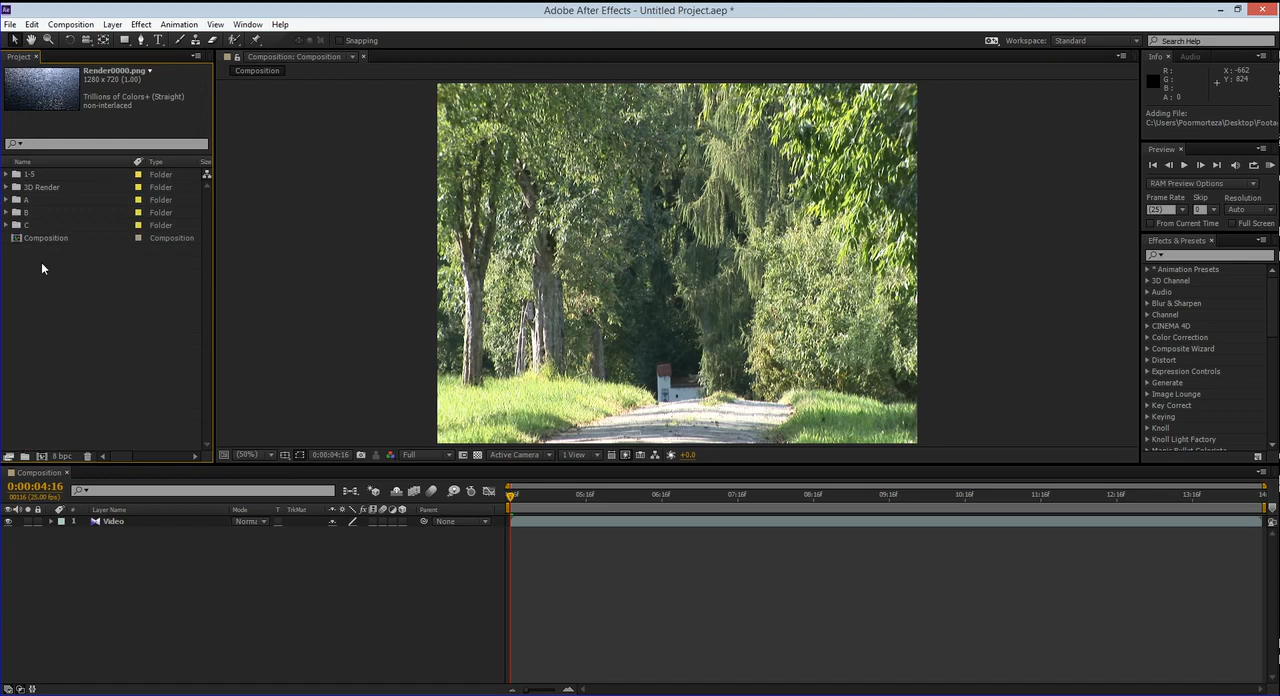 Ae
Adobe After Effects - Untitled Project.aep *
File Edit Composition Layer Effect Animation View Window Help
Snapping
Workspace: Standard
Search Help
Project
Composition: Composition
Info Audio
Render0000.png
1280 x 720 (1.00)
Trillions of Colors+ (Straight)
non-interlaced
Composition
R :
G :
B :
A : 0
X : -662
Y : 824
Adding File:
C:\Users\Poormorteza\Desktop\Foota
Preview
RAM Preview Options
Frame Rate Skip Resolution
(25) 0 Auto
From Current Time Full Screen
Name Type Size
1-5 Folder
3D Render Folder
A Folder
B Folder
C Folder
Composition Composition
Effects & Presets
* Animation Presets
3D Channel
Audio
Blur & Sharpen
Channel
CINEMA 4D
Color Correction
Composite Wizard
Distort
Expression Controls
Generate
Image Lounge
Key Correct
Keying
Knoll
Knoll Light Factory
8 bpc
(50%) 0:00:04:16 Full Active Camera 1 View +0.0
Composition
0:00:04:16
00116 (25.00 fps)
05:16f 06:16f 07:16f 08:16f 09:16f 10:16f 11:16f 12:16f 13:16f 14:
# Layer Name Mode T TrkMat fx Parent
1 Video Norm None